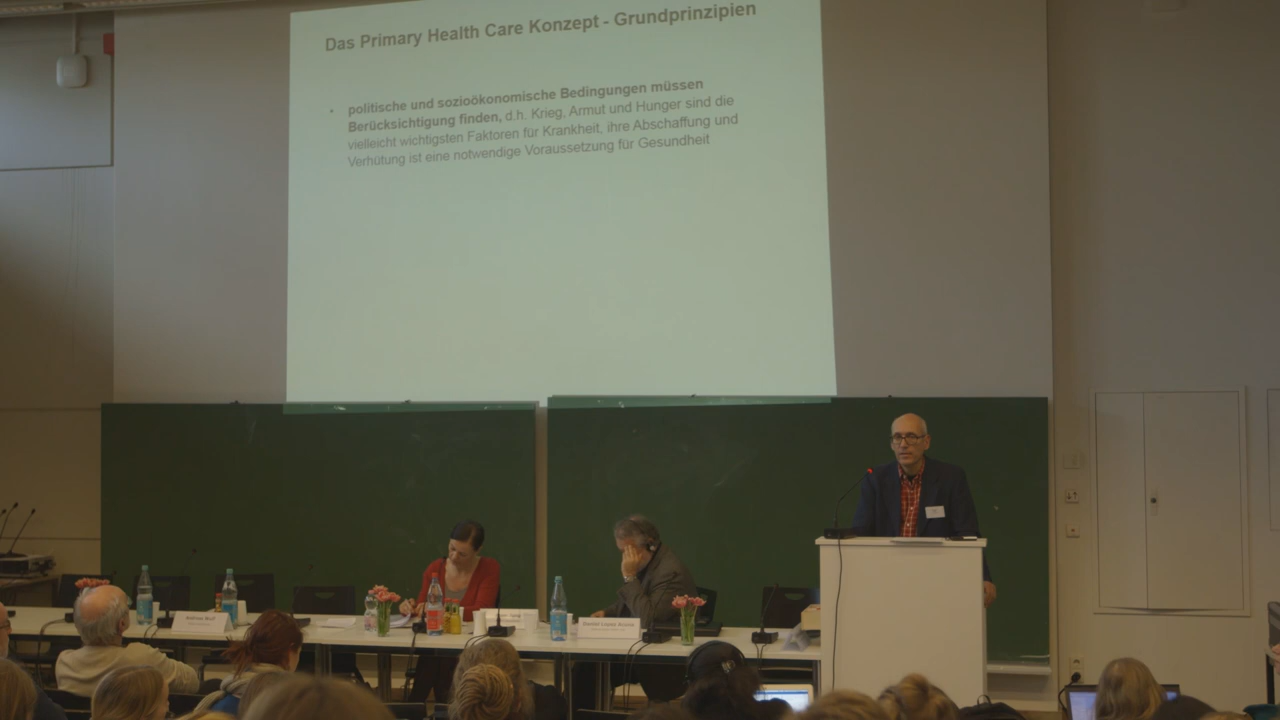 Das Primary Health Care Konzept - Grundprinzipien
• politische und sozioökonomische Bedingungen müssen
Berücksichtigung finden, d.h. Krieg, Armut und Hunger sind die
vielleicht wichtigsten Faktoren für Krankheit, ihre Abschaffung und
Verhütung ist eine notwendige Voraussetzung für Gesundheit